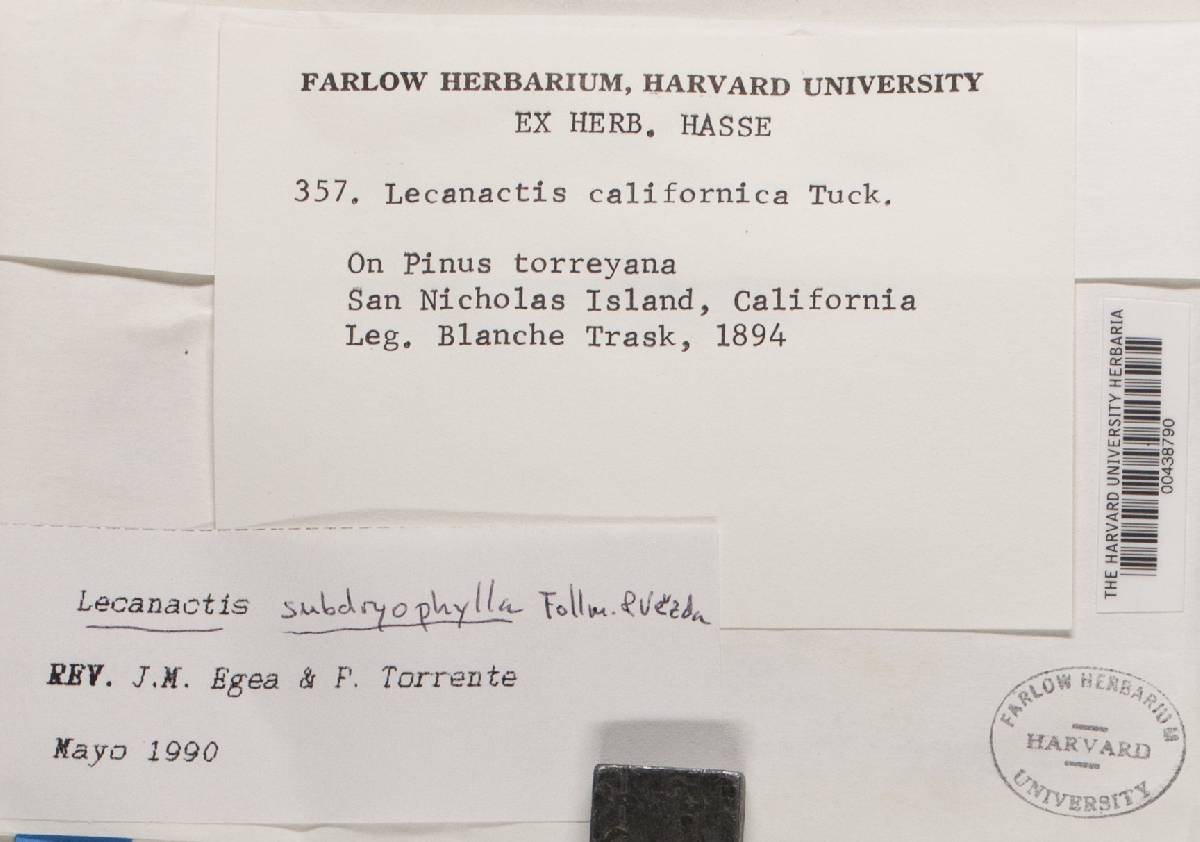 FARLOW HERBARIUM, HARVARD UNIVERSITY
EX HERB. HASSE
357. Lecanactis californica Tuck.
On Pinus torreyana
San Nicholas Island, California
Leg. Blanche Trask, 1894
THE HARVARD UNIVERSITY HERBARIA
00438790
Lecanactis subdryophylla Follm. & Vězda
REV. J.M. Egea & P. Torrente
Mayo 1990
FARLOW HERBARIUM
HARVARD
UNIVERSITY